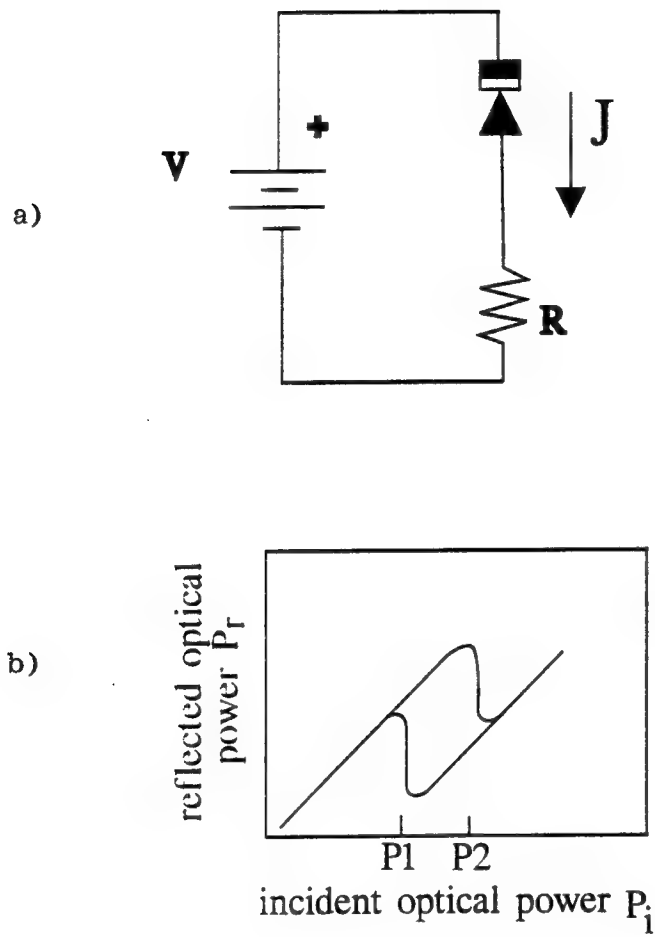 a)
V
+
J
R
b)
reflected optical
power Pr
P1 P2
incident optical power Pi